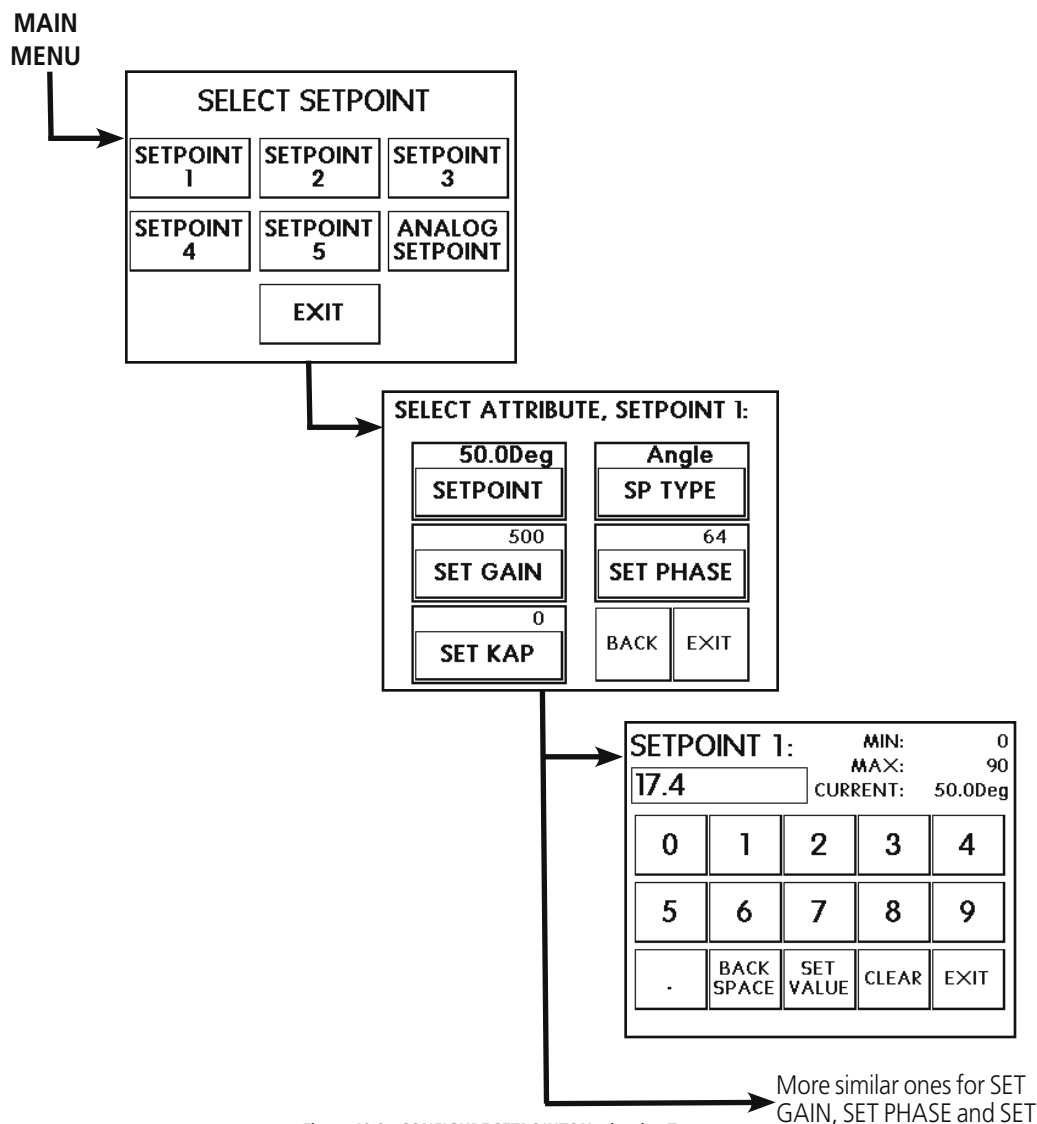 MAIN
MENU
SELECT SETPOINT
SETPOINT
1
SETPOINT
2
SETPOINT
3
SETPOINT
4
SETPOINT
5
ANALOG
SETPOINT
EXIT
SELECT ATTRIBUTE, SETPOINT 1:
50.0Deg
SETPOINT
Angle
SP TYPE
500
SET GAIN
64
SET PHASE
0
SET KAP
BACK
EXIT
SETPOINT 1:
MIN: 0
MAX: 90
17.4
CURRENT: 50.0Deg
0 1 2 3 4
5 6 7 8 9
.
BACK
SPACE
SET
VALUE
CLEAR
EXIT
More similar ones for SET
GAIN, SET PHASE and SET